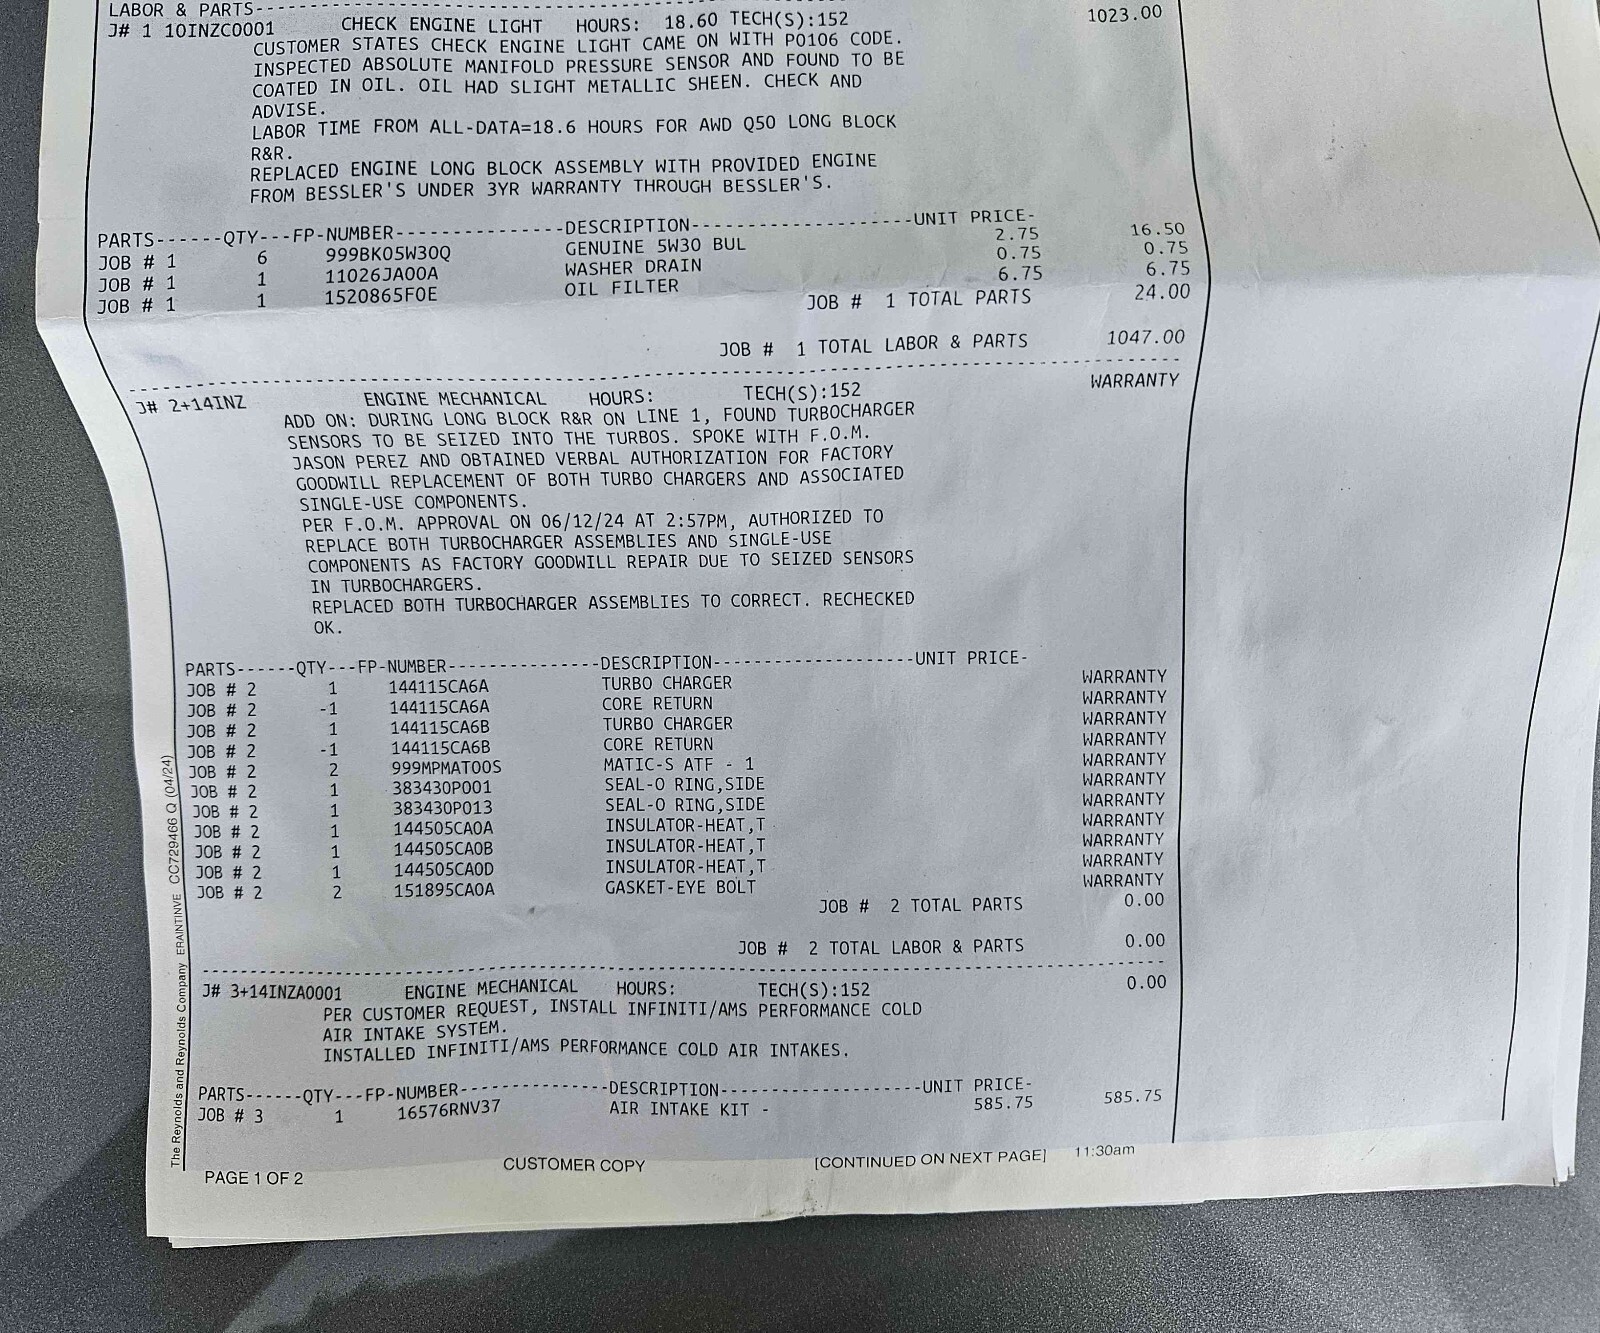 LABOR & PARTS---------------------------------------------------------------
J# 1 10INZC0001 CHECK ENGINE LIGHT HOURS: 18.60 TECH(S):152 1023.00
CUSTOMER STATES CHECK ENGINE LIGHT CAME ON WITH P0106 CODE.
INSPECTED ABSOLUTE MANIFOLD PRESSURE SENSOR AND FOUND TO BE
COATED IN OIL. OIL HAD SLIGHT METALLIC SHEEN. CHECK AND
ADVISE.
LABOR TIME FROM ALL-DATA=18.6 HOURS FOR AWD Q50 LONG BLOCK
R&R.
REPLACED ENGINE LONG BLOCK ASSEMBLY WITH PROVIDED ENGINE
FROM BESSLER'S UNDER 3YR WARRANTY THROUGH BESSLER'S.
PARTS------QTY---FP-NUMBER---------------DESCRIPTION--------------------UNIT PRICE-
JOB # 1 6 999BK05W30Q GENUINE 5W30 BUL 2.75 16.50
JOB # 1 1 11026JA00A WASHER DRAIN 0.75 0.75
JOB # 1 1 1520865F0E OIL FILTER 6.75 6.75
JOB # 1 TOTAL PARTS 24.00
JOB # 1 TOTAL LABOR & PARTS 1047.00
--------------------------------------------------------------------------------
J# 2+14INZ ENGINE MECHANICAL HOURS: TECH(S):152 WARRANTY
ADD ON: DURING LONG BLOCK R&R ON LINE 1, FOUND TURBOCHARGER
SENSORS TO BE SEIZED INTO THE TURBOS. SPOKE WITH F.O.M.
JASON PEREZ AND OBTAINED VERBAL AUTHORIZATION FOR FACTORY
GOODWILL REPLACEMENT OF BOTH TURBO CHARGERS AND ASSOCIATED
SINGLE-USE COMPONENTS.
PER F.O.M. APPROVAL ON 06/12/24 AT 2:57PM, AUTHORIZED TO
REPLACE BOTH TURBOCHARGER ASSEMBLIES AND SINGLE-USE
COMPONENTS AS FACTORY GOODWILL REPAIR DUE TO SEIZED SENSORS
IN TURBOCHARGERS.
REPLACED BOTH TURBOCHARGER ASSEMBLIES TO CORRECT. RECHECKED
OK.
PARTS------QTY---FP-NUMBER---------------DESCRIPTION--------------------UNIT PRICE-
JOB # 2 1 144115CA6A TURBO CHARGER WARRANTY
JOB # 2 -1 144115CA6A CORE RETURN WARRANTY
JOB # 2 1 144115CA6B TURBO CHARGER WARRANTY
JOB # 2 -1 144115CA6B CORE RETURN WARRANTY
JOB # 2 2 999MPMAT00S MATIC-S ATF - 1 WARRANTY
JOB # 2 1 383430P001 SEAL-O RING,SIDE WARRANTY
JOB # 2 1 383430P013 SEAL-O RING,SIDE WARRANTY
JOB # 2 1 144505CA0A INSULATOR-HEAT,T WARRANTY
JOB # 2 1 144505CA0B INSULATOR-HEAT,T WARRANTY
JOB # 2 1 144505CA0D INSULATOR-HEAT,T WARRANTY
JOB # 2 2 151895CA0A GASKET-EYE BOLT WARRANTY
JOB # 2 TOTAL PARTS 0.00
JOB # 2 TOTAL LABOR & PARTS 0.00
--------------------------------------------------------------------------------
J# 3+14INZA0001 ENGINE MECHANICAL HOURS: TECH(S):152 0.00
PER CUSTOMER REQUEST, INSTALL INFINITI/AMS PERFORMANCE COLD
AIR INTAKE SYSTEM.
INSTALLED INFINITI/AMS PERFORMANCE COLD AIR INTAKES.
PARTS------QTY---FP-NUMBER---------------DESCRIPTION--------------------UNIT PRICE-
JOB # 3 1 16576RNV37 AIR INTAKE KIT - 585.75 585.75
The Reynolds and Reynolds Company ERAINTINVE CC729466 Q (04/24)
PAGE 1 OF 2 CUSTOMER COPY [CONTINUED ON NEXT PAGE] 11:30am